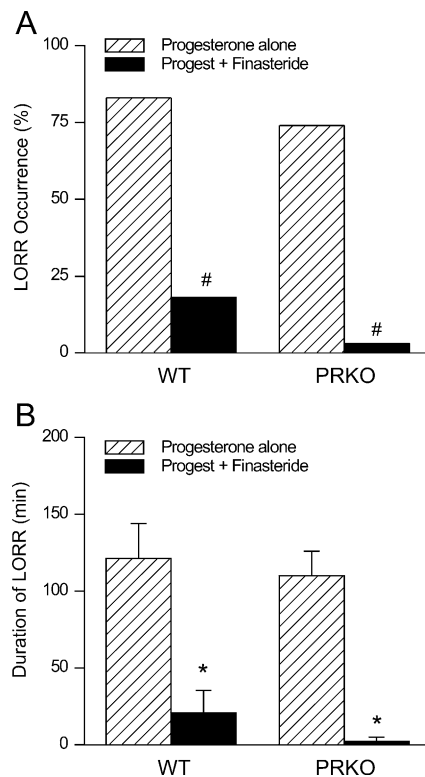 A
Progesterone alone
Progest + Finasteride
LORR Occurrence (%)
100
75
50
25
0
#
#
WT
PRKO
B
Progesterone alone
Progest + Finasteride
Duration of LORR (min)
200
150
100
50
0
*
*
WT
PRKO